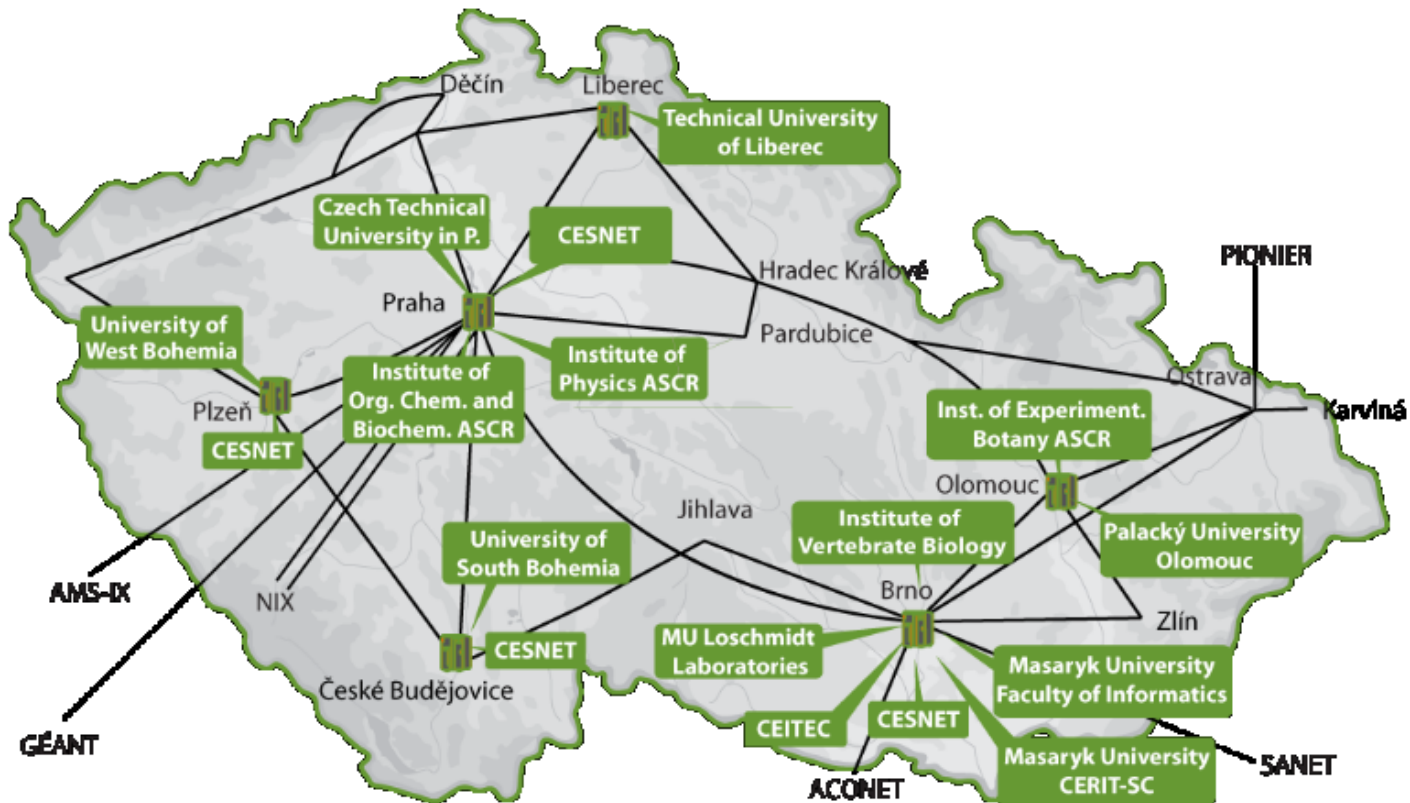 Děčín
Liberec
Technical University
of Liberec
Czech Technical
University in P.
CESNET
Hradec Králové
PIONIER
Praha
University of
West Bohemia
Pardubice
Institute of
Physics ASCR
Institute of
Org. Chem. and
Biochem. ASCR
Ostrava
Karviná
Plzeň
CESNET
Inst. of Experiment.
Botany ASCR
Olomouc
Jihlava
Institute of
Vertebrate Biology
Palacký University
Olomouc
University of
South Bohemia
AMS-IX
NIX
Brno
Zlín
CESNET
MU Loschmidt
Laboratories
Masaryk University
Faculty of Informatics
České Budějovice
CEITEC
CESNET
GÉANT
Masaryk University
CERIT-SC
SANET
ACONET